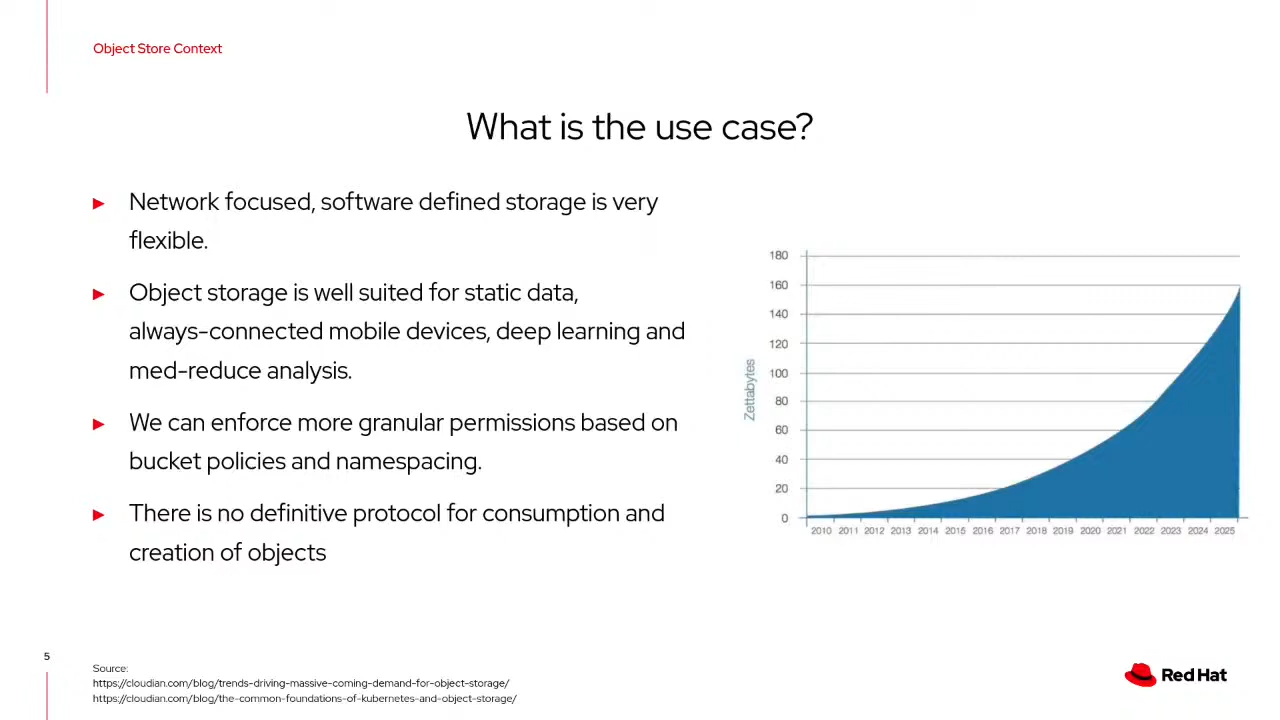 Object Store Context
What is the use case?
► Network focused, software defined storage is very
flexible.
► Object storage is well suited for static data,
always-connected mobile devices, deep learning and
med-reduce analysis.
► We can enforce more granular permissions based on
bucket policies and namespacing.
► There is no definitive protocol for consumption and
creation of objects
Zettabytes
180
160
140
120
100
80
60
40
20
0
2010 2011 2012 2013 2014 2015 2016 2017 2018 2019 2020 2021 2022 2023 2024 2025
5
Source:
https://cloudian.com/blog/trends-driving-massive-coming-demand-for-object-storage/
https://cloudian.com/blog/the-common-foundations-of-kubernetes-and-object-storage/
Red Hat